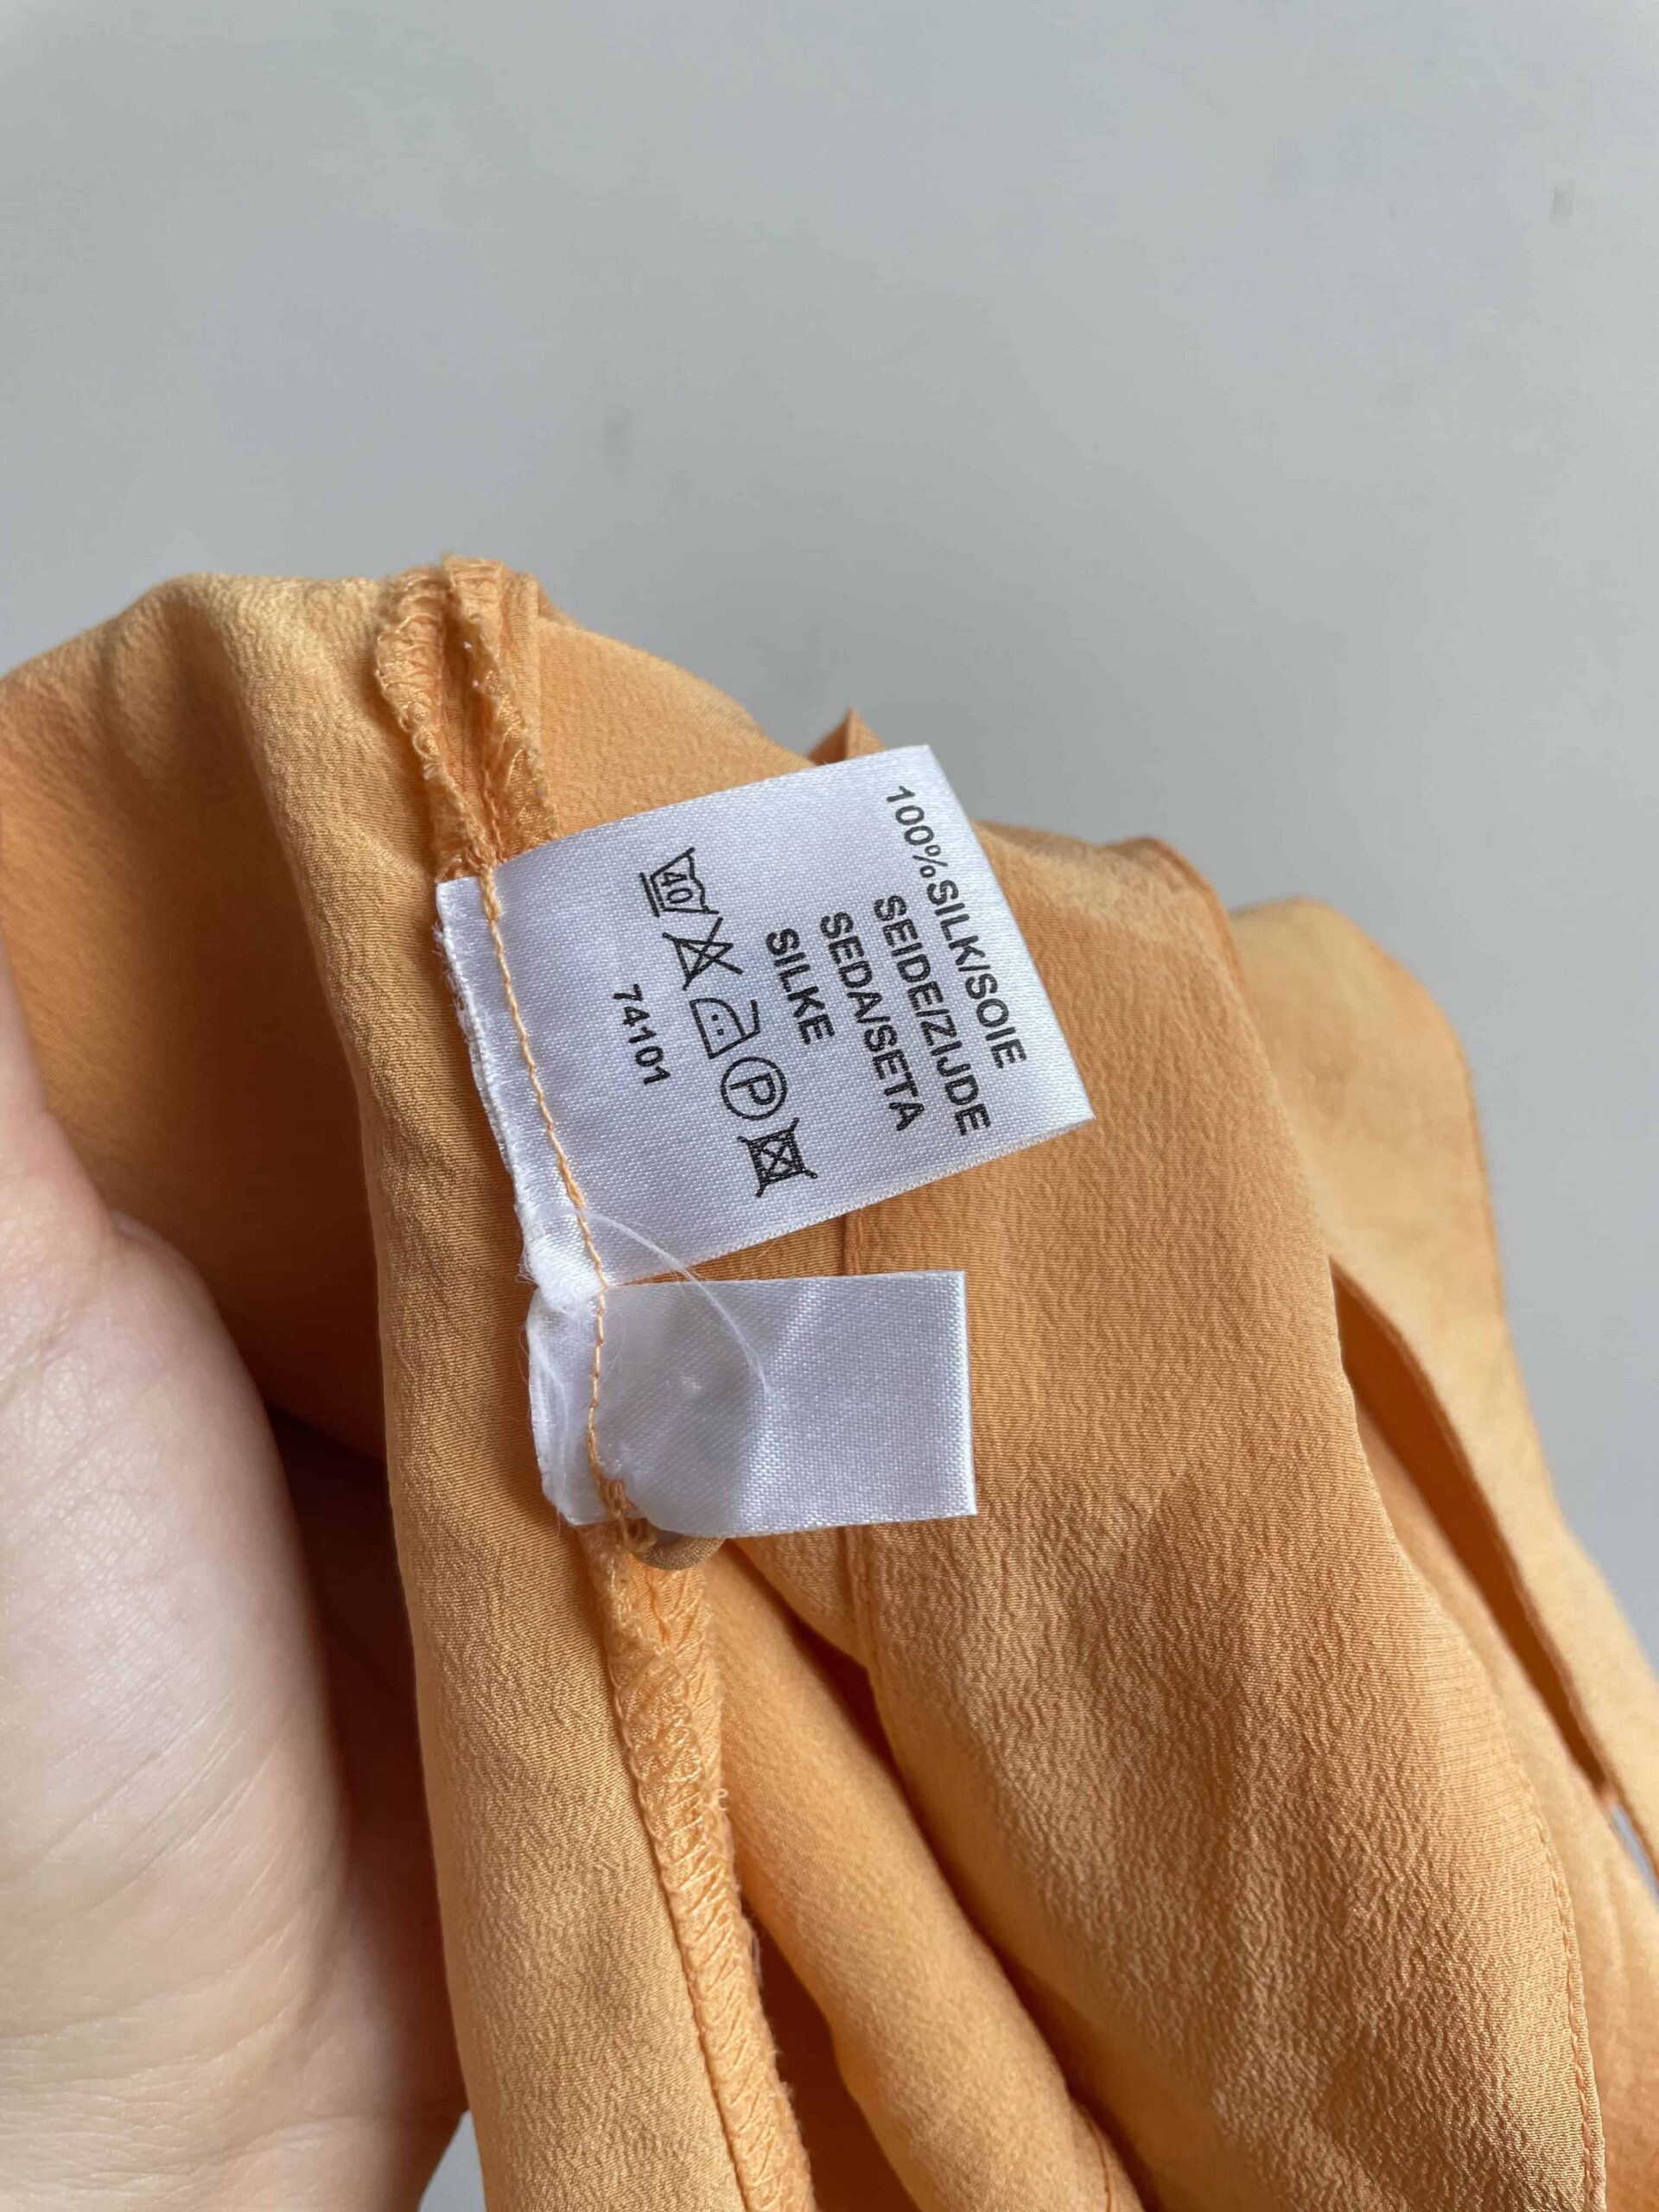 100%SILK/SOIE
SEIDE/ZIJDE
SEDA/SETA
SILKE
40 P
74101